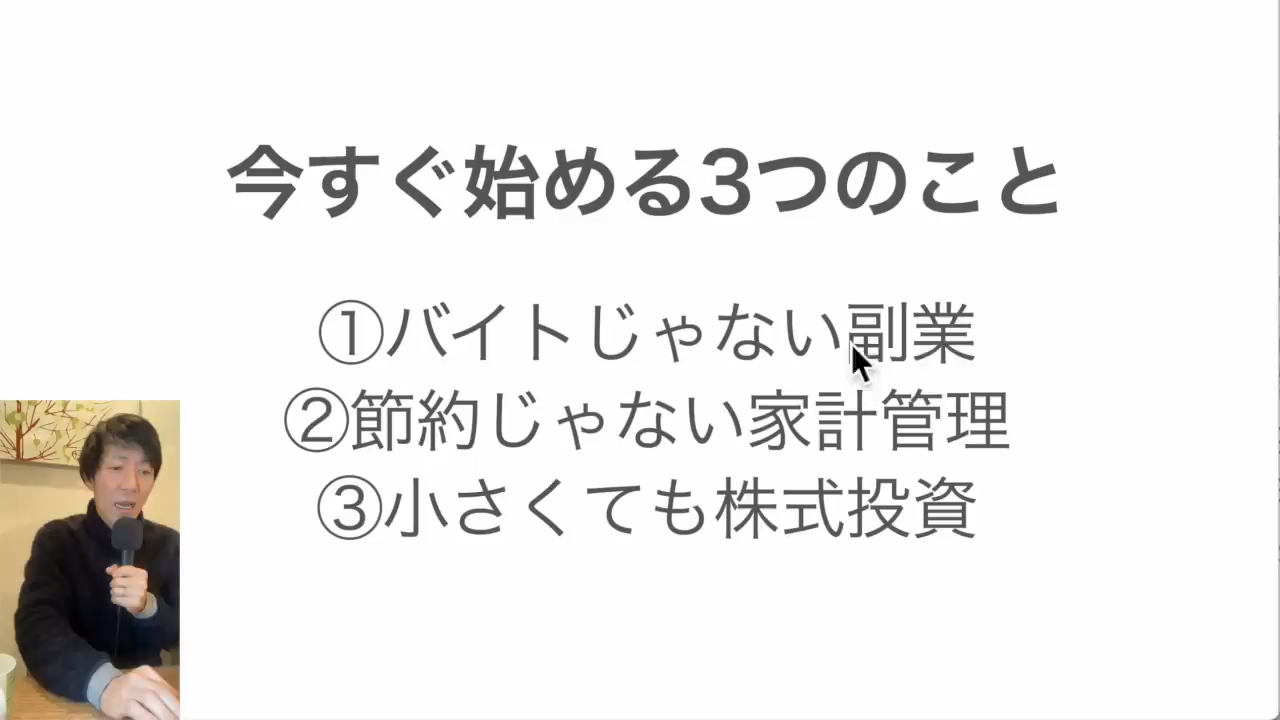 今すぐ始める3つのこと
①バイトじゃない副業
②節約じゃない家計管理
③小さくても株式投資